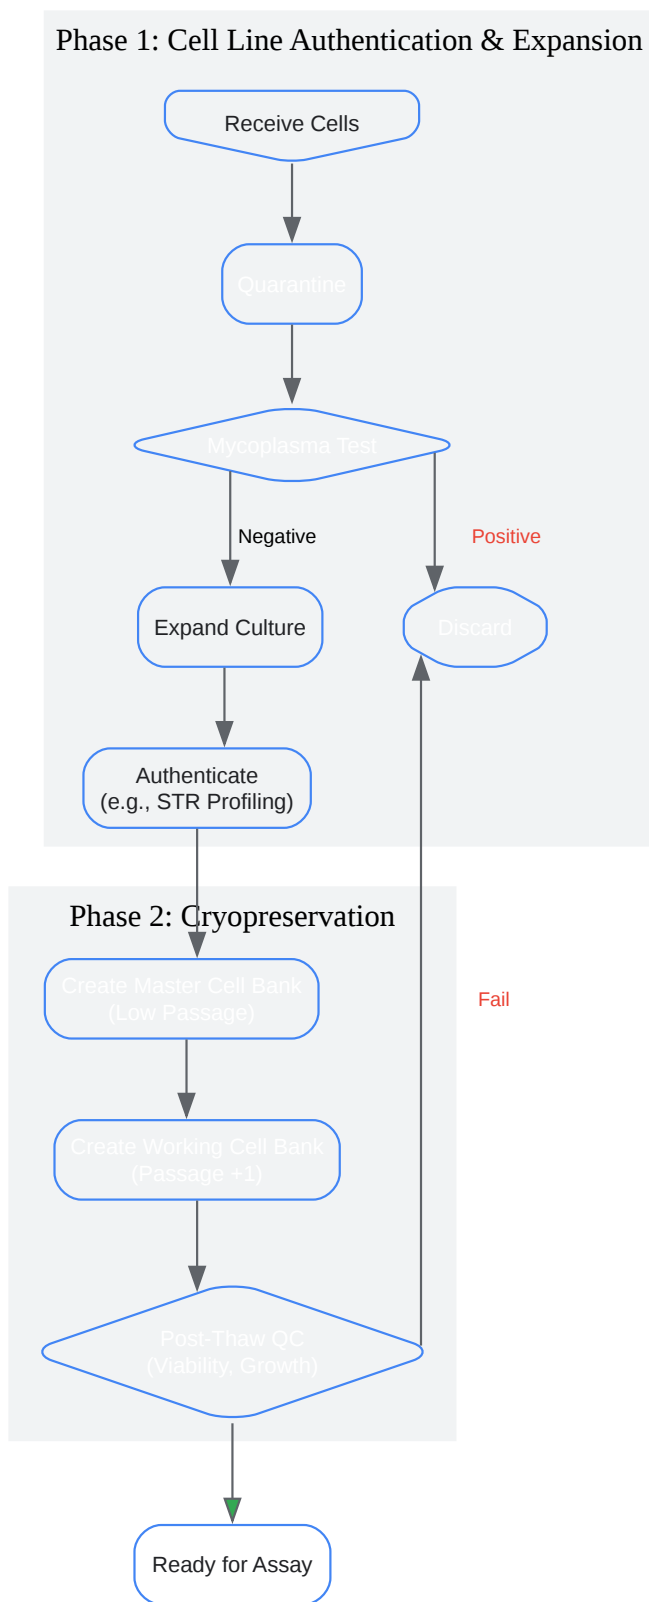 Phase 1: Cell Line Authentication & Expansion
Receive Cells
Quarantine
Mycoplasma Test
Negative
Positive
Expand Culture
Discard
Authenticate
(e.g., STR Profiling)
Phase 2: Cryopreservation
Create Master Cell Bank
(Low Passage)
Fail
Create Working Cell Bank
(Passage +1)
Post-Thaw QC
(Viability, Growth)
Ready for Assay